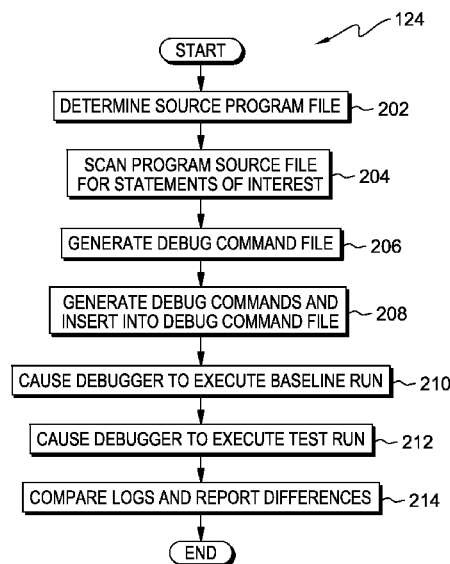 124
START
DETERMINE SOURCE PROGRAM FILE
202
SCAN PROGRAM SOURCE FILE
FOR STATEMENTS OF INTEREST
204
GENERATE DEBUG COMMAND FILE
206
GENERATE DEBUG COMMANDS AND
INSERT INTO DEBUG COMMAND FILE
208
CAUSE DEBUGGER TO EXECUTE BASELINE RUN
210
CAUSE DEBUGGER TO EXECUTE TEST RUN
212
COMPARE LOGS AND REPORT DIFFERENCES
214
END